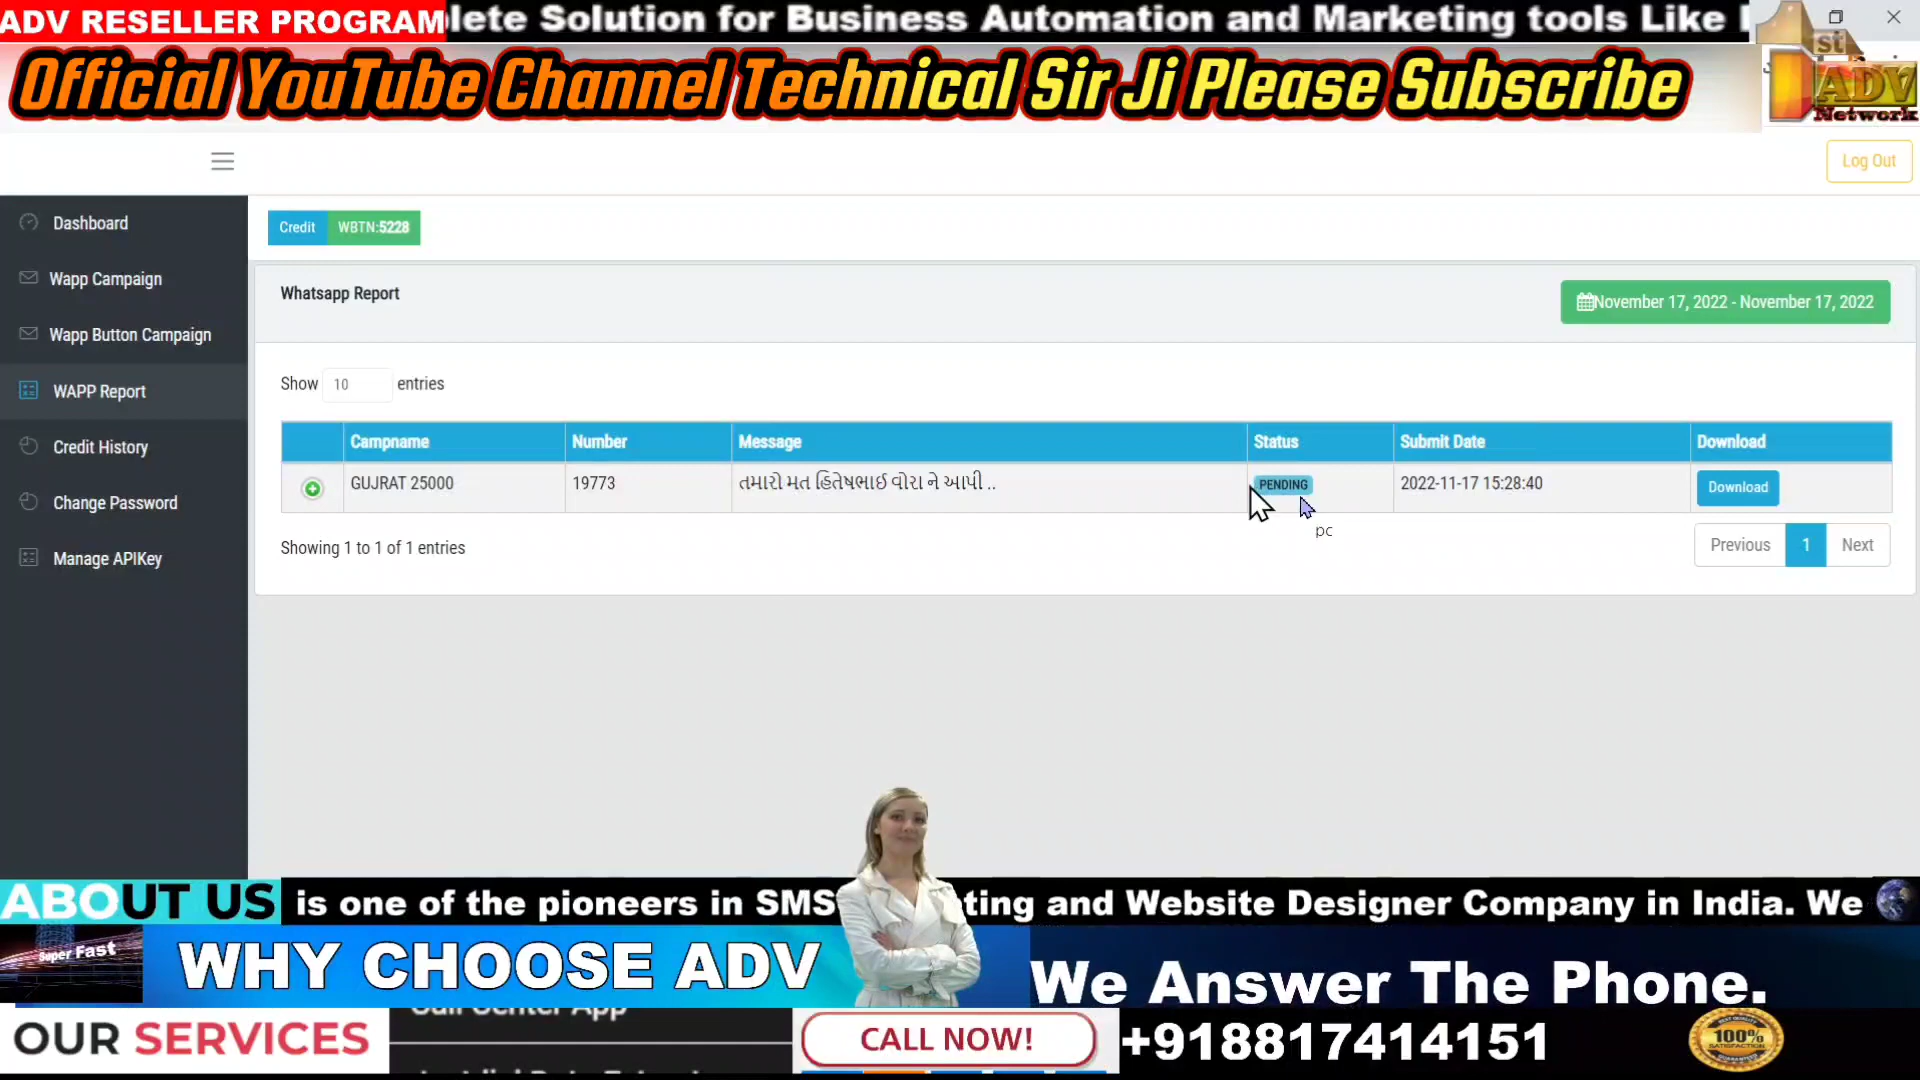 ADV RESELLER PROGRAM
lete Solution for Business Automation and Marketing tools Like
Official YouTube Channel Technical Sir Ji Please Subscribe
st
ADV
Network
Log Out
Dashboard
Wapp Campaign
Wapp Button Campaign
WAPP Report
Credit History
Change Password
Manage APIKey
Credit WBTN:5228
Whatsapp Report
November 17, 2022 - November 17, 2022
Show 10 entries
Campname Number Message Status Submit Date Download
GUJRAT 25000 19773 તમારો મત હિતેષભાઈ વોરા ને આપી .. PENDING 2022-11-17 15:28:40 Download
pc
Showing 1 to 1 of 1 entries
Previous 1 Next
ABOUT US
is one of the pioneers in SMS ting and Website Designer Company in India. We
Super Fast
WHY CHOOSE ADV
We Answer The Phone.
OUR SERVICES
CALL NOW!
+918817414151
100%